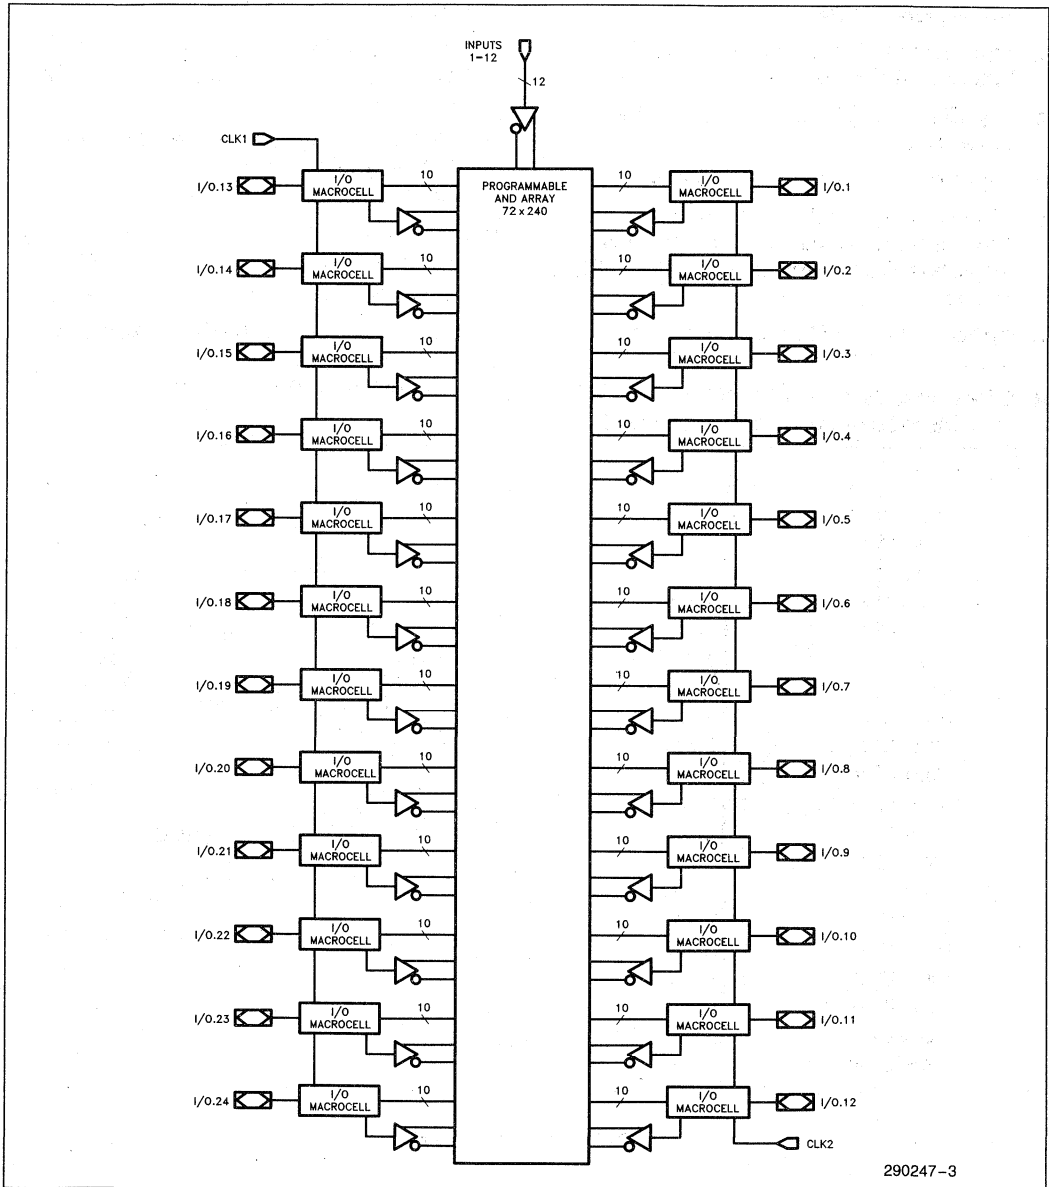 INPUTS
1-12
12
CLK1
I/O.13
I/O
MACROCELL
10
PROGRAMMABLE
AND ARRAY
72 x 240
10
I/O
MACROCELL
I/O.1
I/O.14
I/O
MACROCELL
10
10
I/O
MACROCELL
I/O.2
I/O.15
I/O
MACROCELL
10
10
I/O
MACROCELL
I/O.3
I/O.16
I/O
MACROCELL
10
10
I/O
MACROCELL
I/O.4
I/O.17
I/O
MACROCELL
10
10
I/O
MACROCELL
I/O.5
I/O.18
I/O
MACROCELL
10
10
I/O
MACROCELL
I/O.6
I/O.19
I/O
MACROCELL
10
10
I/O
MACROCELL
I/O.7
I/O.20
I/O
MACROCELL
10
10
I/O
MACROCELL
I/O.8
I/O.21
I/O
MACROCELL
10
10
I/O
MACROCELL
I/O.9
I/O.22
I/O
MACROCELL
10
10
I/O
MACROCELL
I/O.10
I/O.23
I/O
MACROCELL
10
10
I/O
MACROCELL
I/O.11
I/O.24
I/O
MACROCELL
10
10
I/O
MACROCELL
I/O.12
CLK2
290247-3